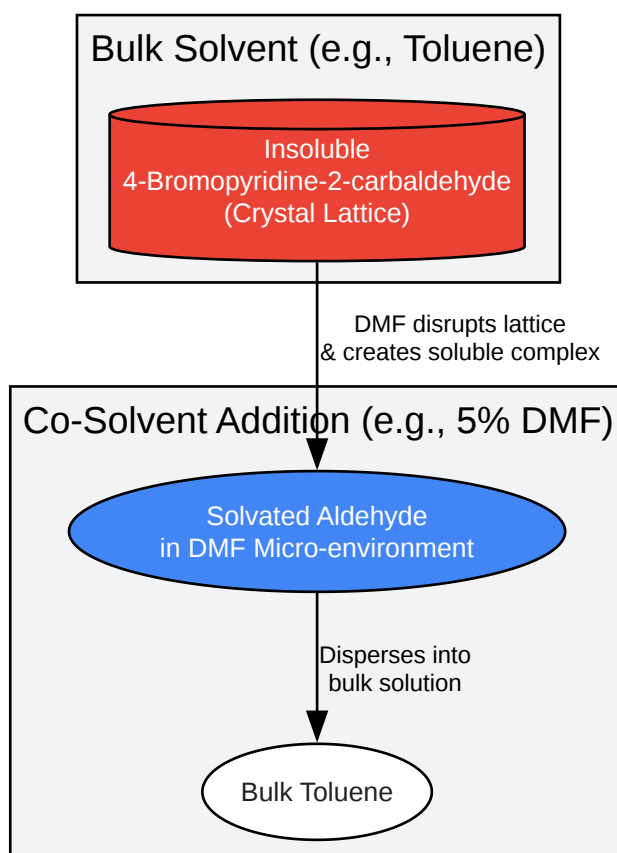 Bulk Solvent (e.g., Toluene)
Insoluble
4-Bromopyridine-2-carbaldehyde
(Crystal Lattice)
DMF disrupts lattice
& creates soluble complex
Co-Solvent Addition (e.g., 5% DMF)
Solvated Aldehyde
in DMF Micro-environment
Disperses into
bulk solution
Bulk Toluene